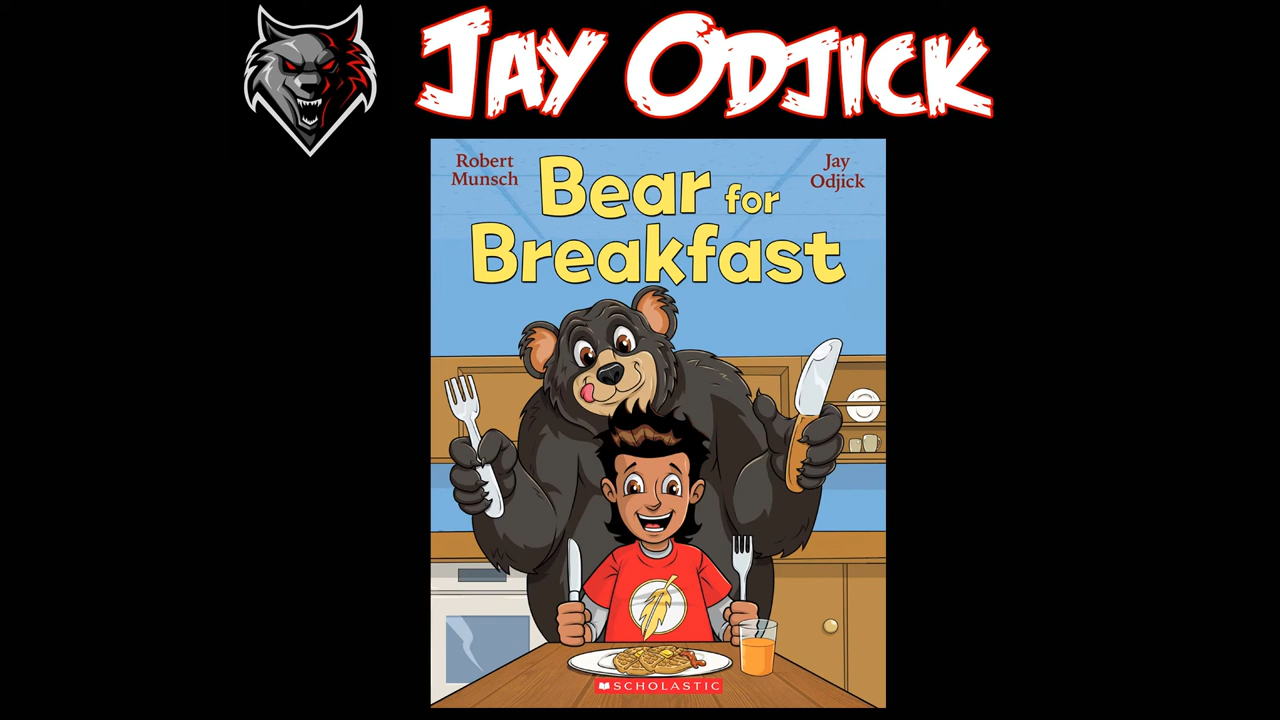 JAY ODJICK
Robert
Munsch
Jay
Odjick
Bear for
Breakfast
SCHOLASTIC